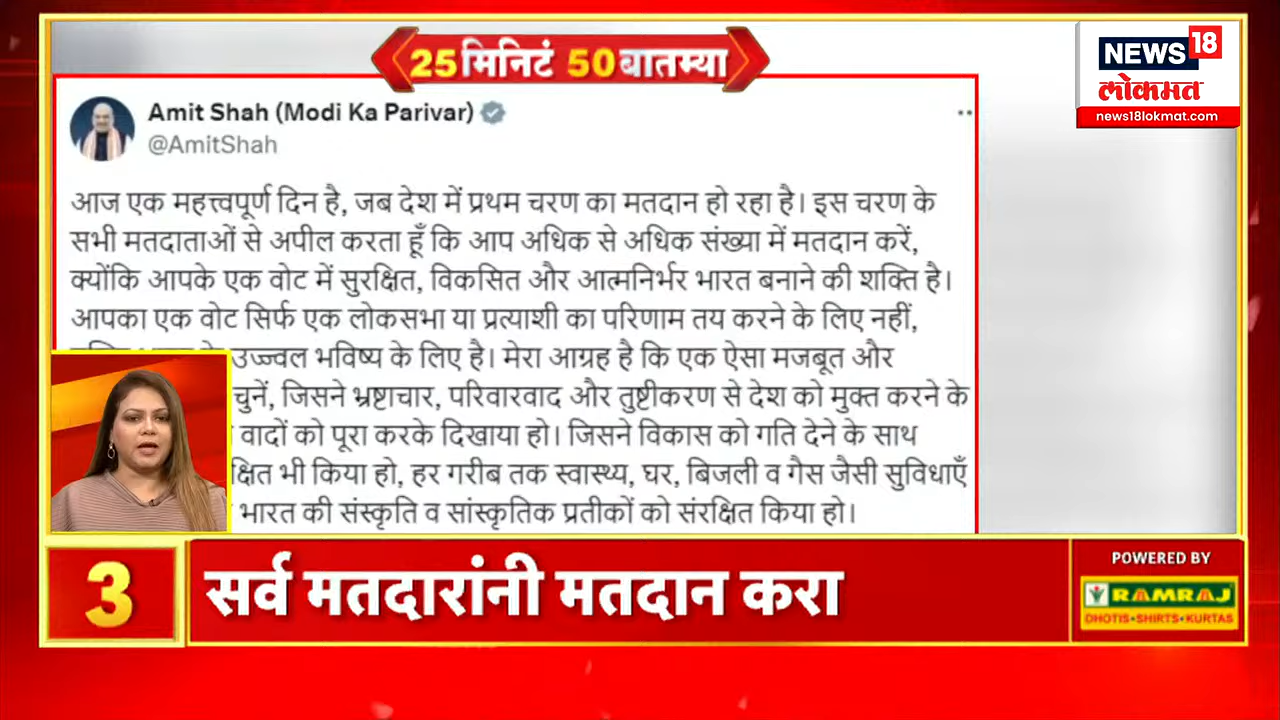 25 मिनिटं 50 बातम्या
NEWS 18
लोकमत
news18lokmat.com
Amit Shah (Modi Ka Parivar)
@AmitShah
आज एक महत्त्वपूर्ण दिन है, जब देश में प्रथम चरण का मतदान हो रहा है। इस चरण के
सभी मतदाताओं से अपील करता हूँ कि आप अधिक से अधिक संख्या में मतदान करें,
क्योंकि आपके एक वोट में सुरक्षित, विकसित और आत्मनिर्भर भारत बनाने की शक्ति है।
आपका एक वोट सिर्फ एक लोकसभा या प्रत्याशी का परिणाम तय करने के लिए नहीं,
उज्ज्वल भविष्य के लिए है। मेरा आग्रह है कि एक ऐसा मजबूत और
चुनें, जिसने भ्रष्टाचार, परिवारवाद और तुष्टीकरण से देश को मुक्त करने के
वादों को पूरा करके दिखाया हो। जिसने विकास को गति देने के साथ
क्षित भी किया हो, हर गरीब तक स्वास्थ्य, घर, बिजली व गैस जैसी सुविधाएँ
भारत की संस्कृति व सांस्कृतिक प्रतीकों को संरक्षित किया हो।
3
सर्व मतदारांनी मतदान करा
POWERED BY
RAMRAJ
DHOTIS•SHIRTS•KURTAS